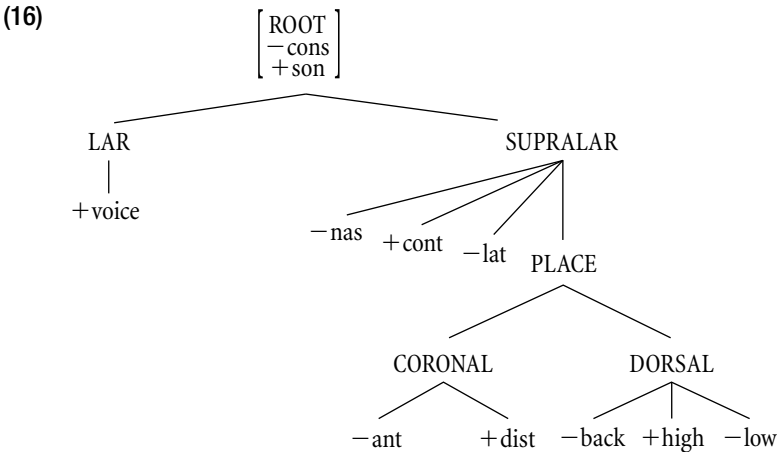 (16)
ROOT
−cons
+son
LAR
SUPRALAR
+voice
−nas
+cont
−lat
PLACE
CORONAL
DORSAL
−ant
+dist
−back
+high
−low